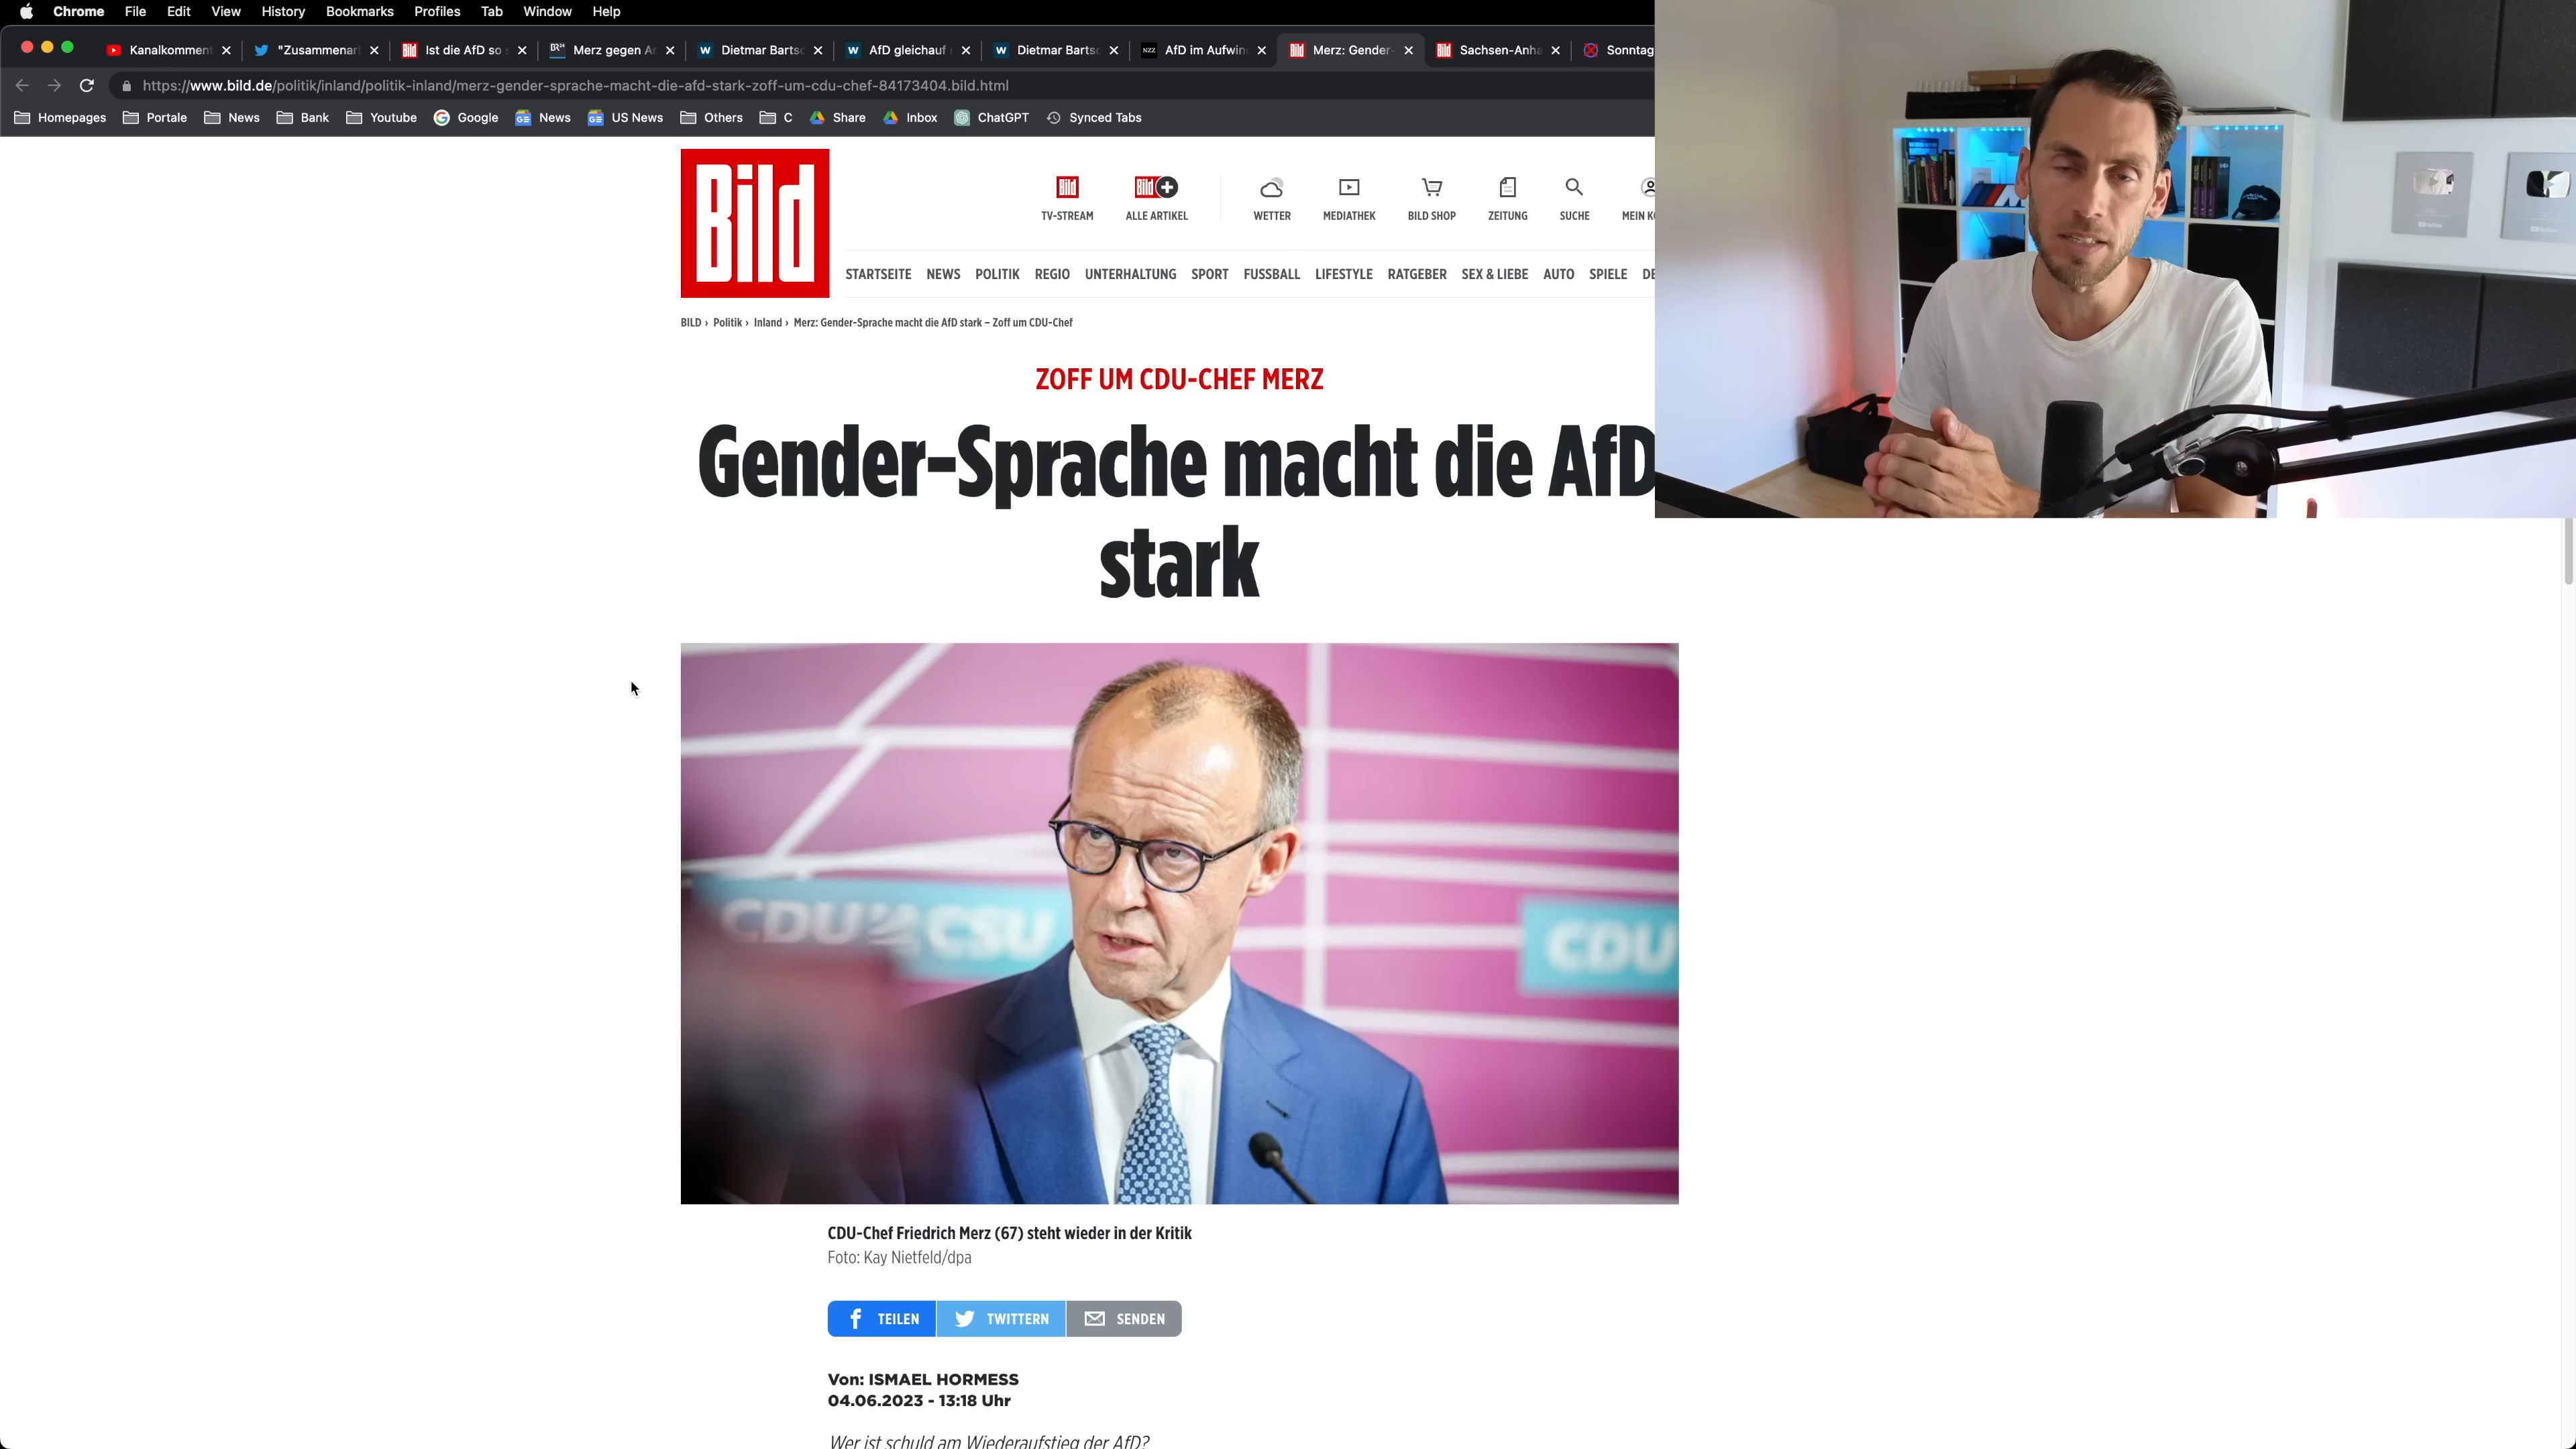 Chrome File Edit View History Bookmarks Profiles Tab Window Help
Kanalkomment "Zusammenar Ist die AfD so s Merz gegen Ar Dietmar Bartsc AfD gleichauf Dietmar Bartsc AfD im Aufwin Merz: Gender- Sachsen-Anha Sonntag
https://www.bild.de/politik/inland/politik-inland/merz-gender-sprache-macht-die-afd-stark-zoff-um-cdu-chef-84173404.bild.html
Homepages Portale News Bank Youtube Google News US News Others C Share Inbox ChatGPT Synced Tabs
Bild
TV-STREAM ALLE ARTIKEL WETTER MEDIATHEK BILD SHOP ZEITUNG SUCHE MEIN KO
STARTSEITE NEWS POLITIK REGIO UNTERHALTUNG SPORT FUSSBALL LIFESTYLE RATGEBER SEX & LIEBE AUTO SPIELE DE
BILD › Politik › Inland › Merz: Gender-Sprache macht die AfD stark – Zoff um CDU-Chef
ZOFF UM CDU-CHEF MERZ
Gender-Sprache macht die AfD
stark
CDU CSU CDU
CDU-Chef Friedrich Merz (67) steht wieder in der Kritik
Foto: Kay Nietfeld/dpa
TEILEN TWITTERN SENDEN
Von: ISMAEL HORMESS
04.06.2023 - 13:18 Uhr
Wer ist schuld am Wiederaufstieg der AfD?